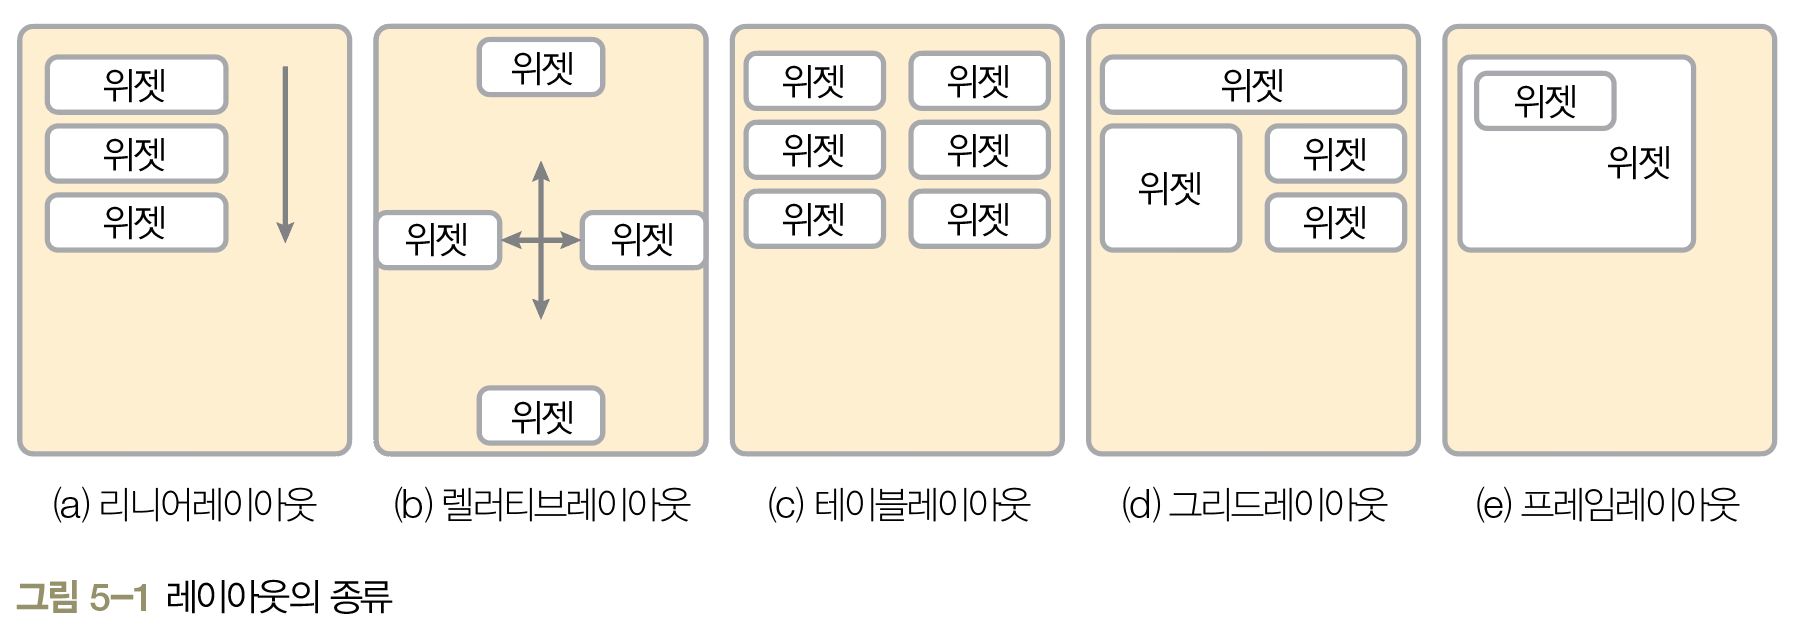 위젯
위젯
위젯
위젯
위젯 위젯
위젯
위젯 위젯
위젯 위젯
위젯 위젯
위젯
위젯 위젯
위젯
위젯
위젯
(a) 리니어레이아웃
(b) 렐러티브레이아웃
(c) 테이블레이아웃
(d) 그리드레이아웃
(e) 프레임레이아웃
그림 5-1 레이아웃의 종류